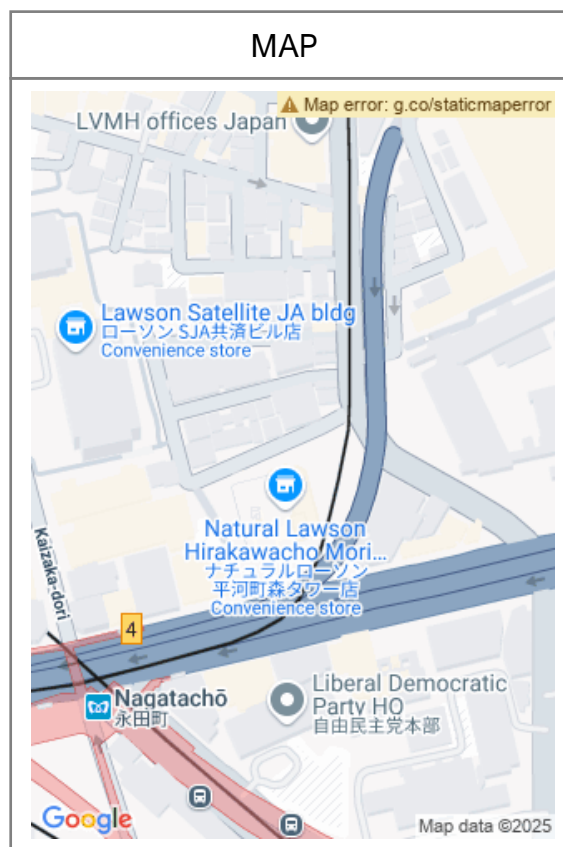 MAP
Map error: g.co/staticmaperror
LVMH offices Japan
Lawson Satellite JA bldg
ローソン SJA共済ビル店
Convenience store
Natural Lawson
Hirakawacho Mori...
ナチュラルローソン
平河町森タワー店
Convenience store
Kaizaka-dori
4
Nagatachō
永田町
Liberal Democratic
Party HQ
自由民主党本部
Google
Map data ©2025